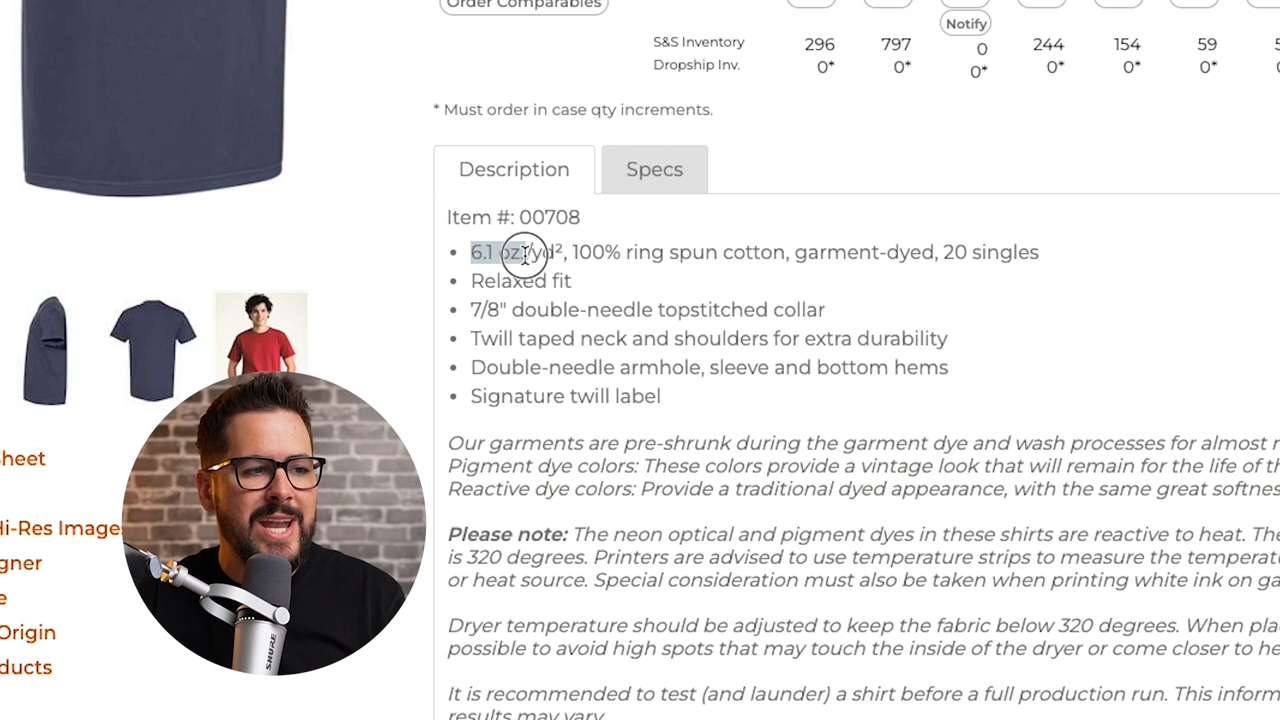 Order Comparables
Notify
S&S Inventory 296 797 0 244 154 59
Dropship Inv. 0* 0* 0* 0* 0* 0*
* Must order in case qty increments.
Description Specs
Item #: 00708
• 6.1 oz/yd², 100% ring spun cotton, garment-dyed, 20 singles
• Relaxed fit
• 7/8" double-needle topstitched collar
• Twill taped neck and shoulders for extra durability
• Double-needle armhole, sleeve and bottom hems
• Signature twill label
Our garments are pre-shrunk during the garment dye and wash processes for almost
Pigment dye colors: These colors provide a vintage look that will remain for the life of
Reactive dye colors: Provide a traditional dyed appearance, with the same great
Please note: The neon optical and pigment dyes in these shirts are reactive to heat.
is 320 degrees. Printers are advised to use temperature strips to measure the
or heat source. Special consideration must also be taken when printing white ink on
Dryer temperature should be adjusted to keep the fabric below 320 degrees. When
possible to avoid high spots that may touch the inside of the dryer or come closer to
It is recommended to test (and launder) a shirt before a full production run. This
results may vary.
Hi-Res Images
Origin
SHURE